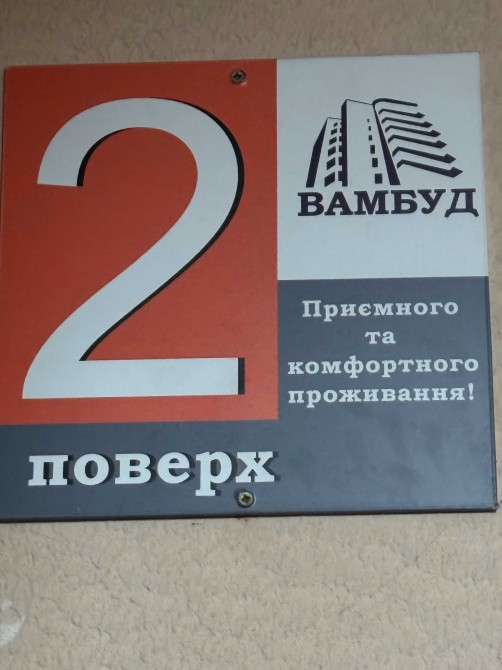 2
ВАМБУД
Приємного
та
комфортного
проживання!
поверх